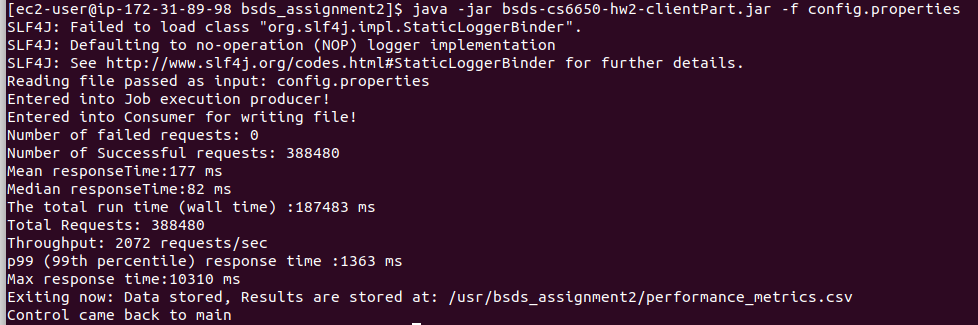 [ec2-user@ip-172-31-89-98 bsds_assignment2]$ java -jar bsds-cs6650-hw2-clientPart.jar -f config.properties
SLF4J: Failed to load class "org.slf4j.impl.StaticLoggerBinder".
SLF4J: Defaulting to no-operation (NOP) logger implementation
SLF4J: See http://www.slf4j.org/codes.html#StaticLoggerBinder for further details.
Reading file passed as input: config.properties
Entered into Job execution producer!
Entered into Consumer for writing file!
Number of failed requests: 0
Number of Successful requests: 388480
Mean responseTime:177 ms
Median responseTime:82 ms
The total run time (wall time) :187483 ms
Total Requests: 388480
Throughput: 2072 requests/sec
p99 (99th percentile) response time :1363 ms
Max response time:10310 ms
Exiting now: Data stored, Results are stored at: /usr/bsds_assignment2/performance_metrics.csv
Control came back to main